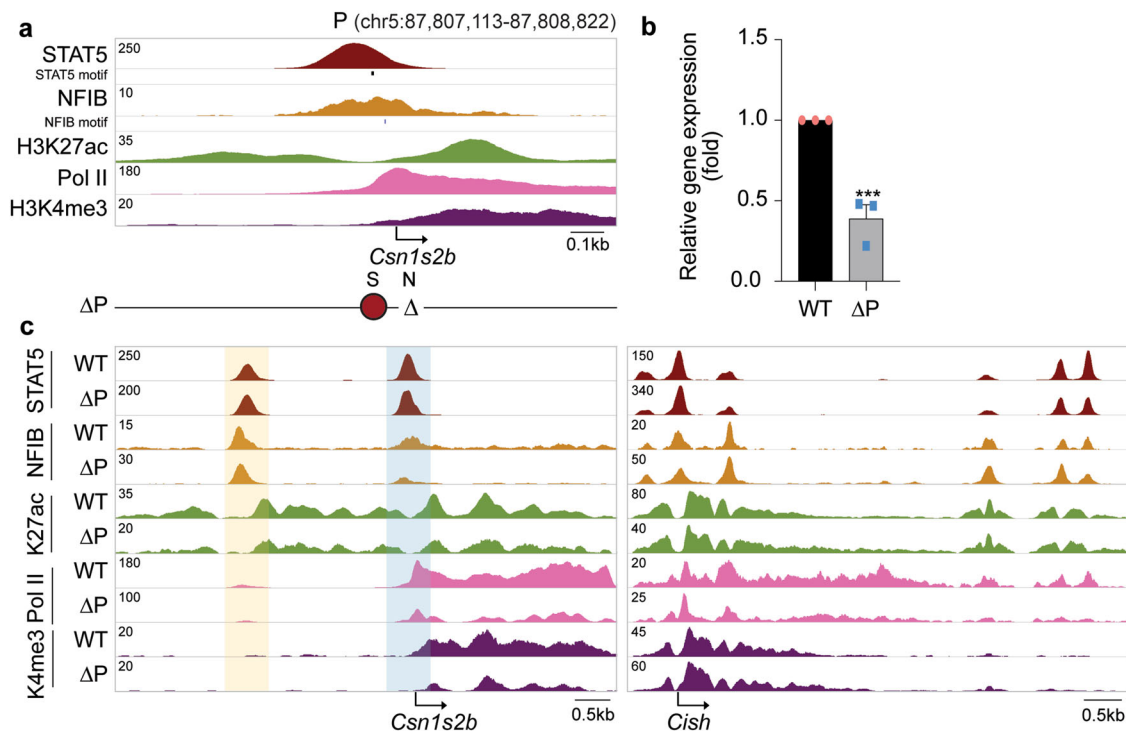 a
P (chr5:87,807,113-87,808,822)
STAT5
250
STAT5 motif
NFIB
10
NFIB motif
H3K27ac
35
Pol II
180
H3K4me3
20
0.1kb
Csn1s2b
S N
ΔP
Δ
b
Relative gene expression
(fold)
1.5
1.0
0.5
0.0
***
WT ΔP
c
STAT5
WT 250 150
ΔP 200 340
NFIB
WT 15 20
ΔP 30 50
K27ac
WT 35 80
ΔP 20 40
Pol II
WT 180 20
ΔP 100 25
K4me3
WT 20 45
ΔP 20 60
Csn1s2b
0.5kb
Cish
0.5kb